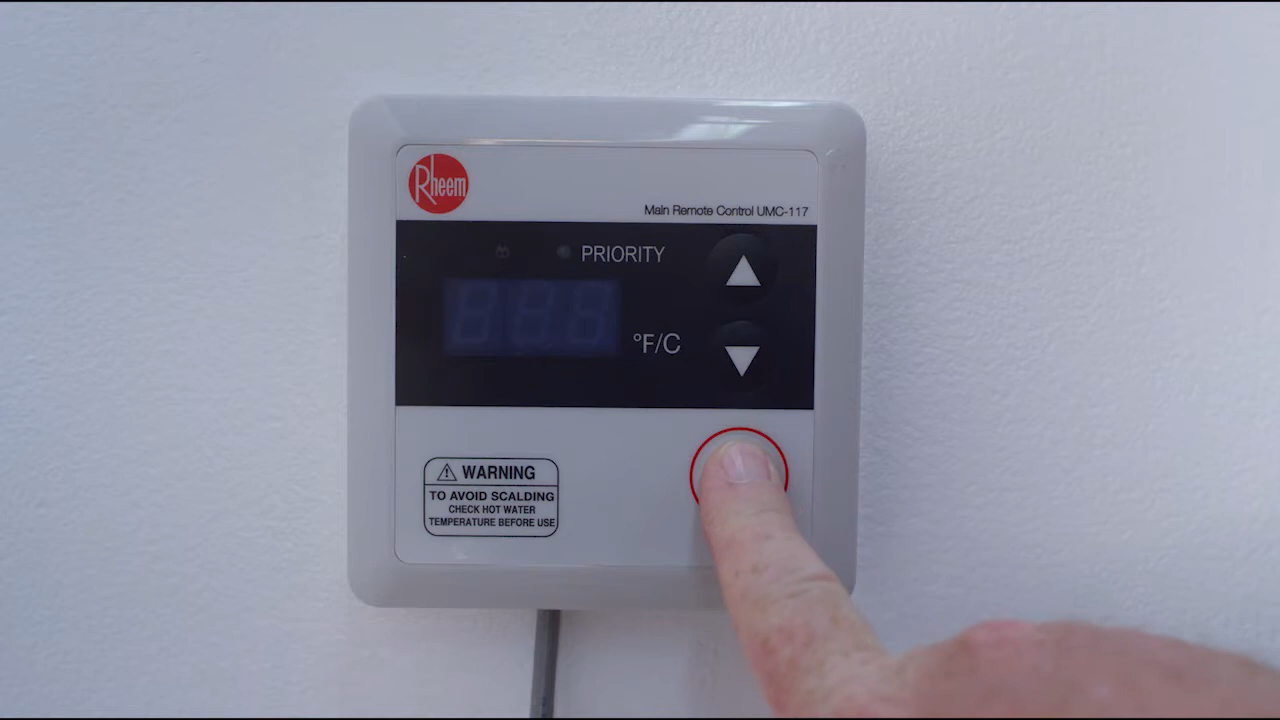 Rheem
Main Remote Control UMC-117
PRIORITY
°F/C
⚠ WARNING
TO AVOID SCALDING
CHECK HOT WATER
TEMPERATURE BEFORE USE